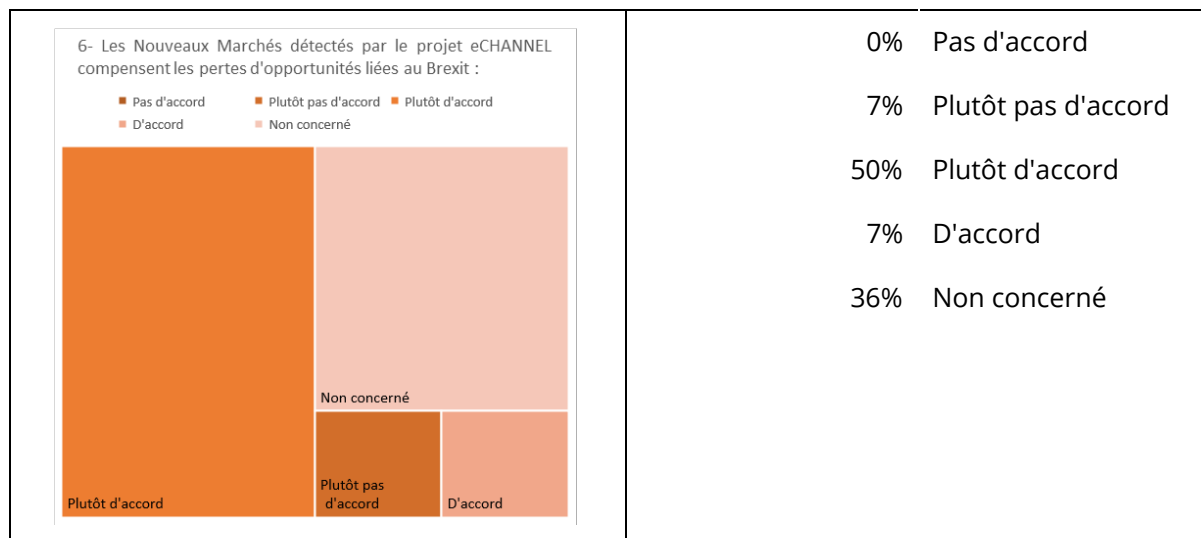 6- Les Nouveaux Marchés détectés par le projet eCHANNEL
compensent les pertes d'opportunités liées au Brexit :
Pas d'accord
Plutôt pas d'accord
Plutôt d'accord
D'accord
Non concerné
Non concerné
Plutôt d'accord
Plutôt pas
d'accord
D'accord
0% Pas d'accord
7% Plutôt pas d'accord
50% Plutôt d'accord
7% D'accord
36% Non concerné